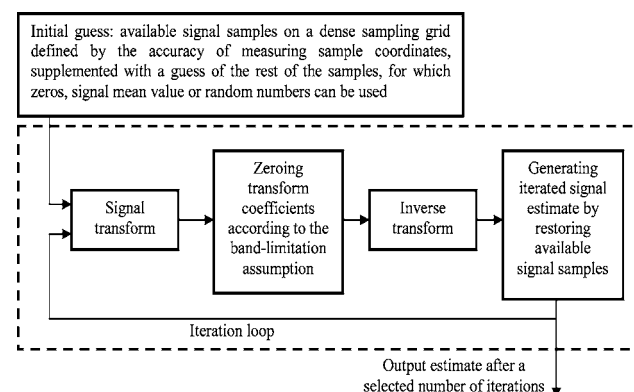 Initial guess: available signal samples on a dense sampling grid
defined by the accuracy of measuring sample coordinates,
supplemented with a guess of the rest of the samples, for which
zeros, signal mean value or random numbers can be used
Signal
transform
Zeroing
transform
coefficients
according to the
band-limitation
assumption
Inverse
transform
Generating
iterated signal
estimate by
restoring
available
signal samples
Iteration loop
Output estimate after a
selected number of iterations